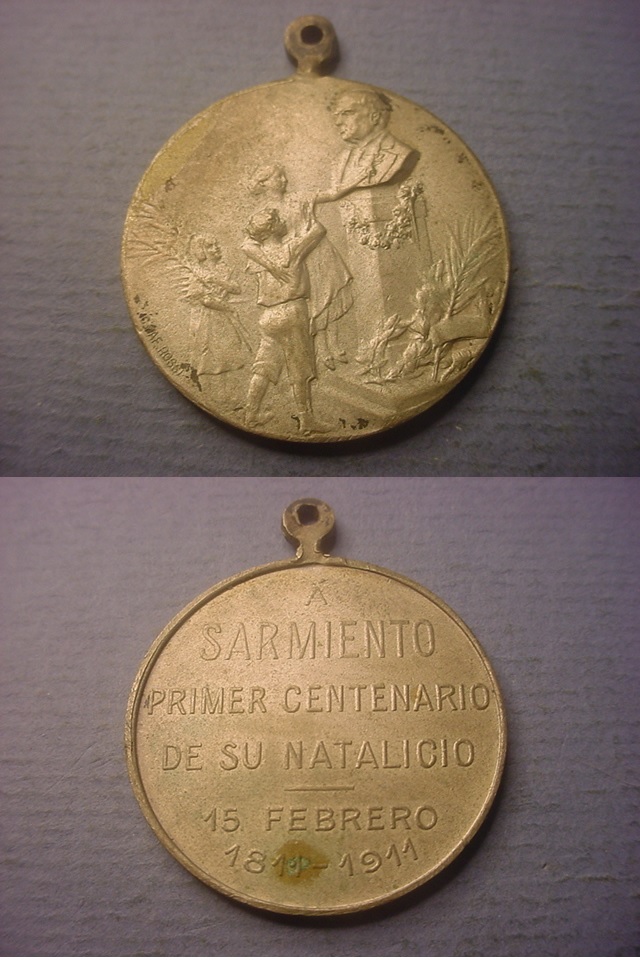 A
SARMIENTO
PRIMER CENTENARIO
DE SU NATALICIO
15 FEBRERO
1811-1911